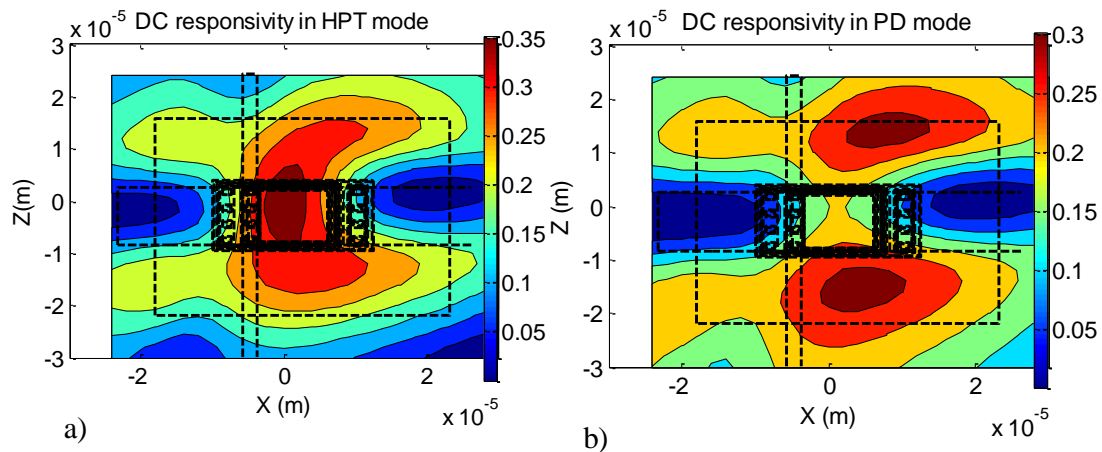 x 10^-5
DC responsivity in HPT mode
3
2
1
0
-1
-2
-3
Z(m)
-2
0
2
X (m)
x 10^-5
0.35
0.3
0.25
0.2
0.15
0.1
0.05
a)
x 10^-5
DC responsivity in PD mode
3
2
1
0
-1
-2
-3
Z (m)
-2
0
2
X (m)
x 10^-5
0.3
0.25
0.2
0.15
0.1
0.05
b)